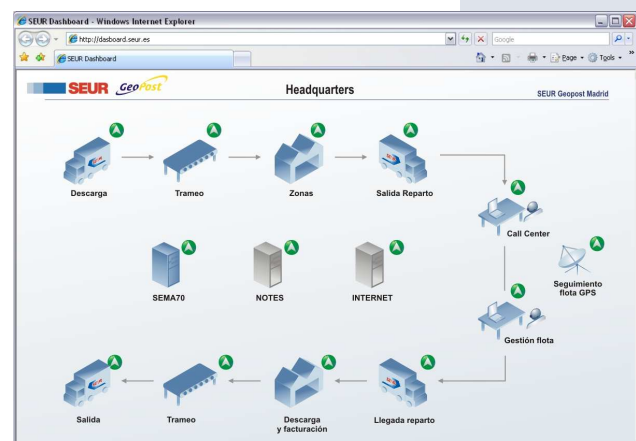 SEUR Dashboard - Windows Internet Explorer
http://dasboard.seur.es
Google
SEUR Dashboard
Page
Tools
SEUR GeoPost
Headquarters
SEUR Geopost Madrid
Descarga
Trameo
Zonas
Salida Reparto
Call Center
SEMA70
NOTES
INTERNET
Seguimiento
flota GPS
Gestión flota
Salida
Trameo
Descarga
y facturación
Llegada reparto